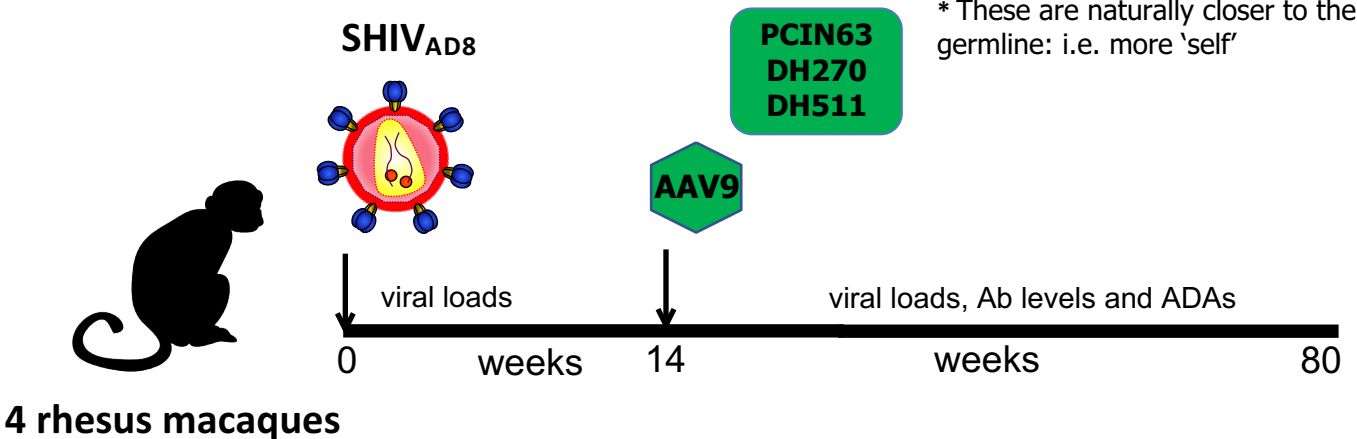 * These are naturally closer to the
germline: i.e. more ‘self’
SHIVAD8
PCIN63
DH270
DH511
AAV9
viral loads
viral loads, Ab levels and ADAs
0
weeks
14
weeks
80
4 rhesus macaques